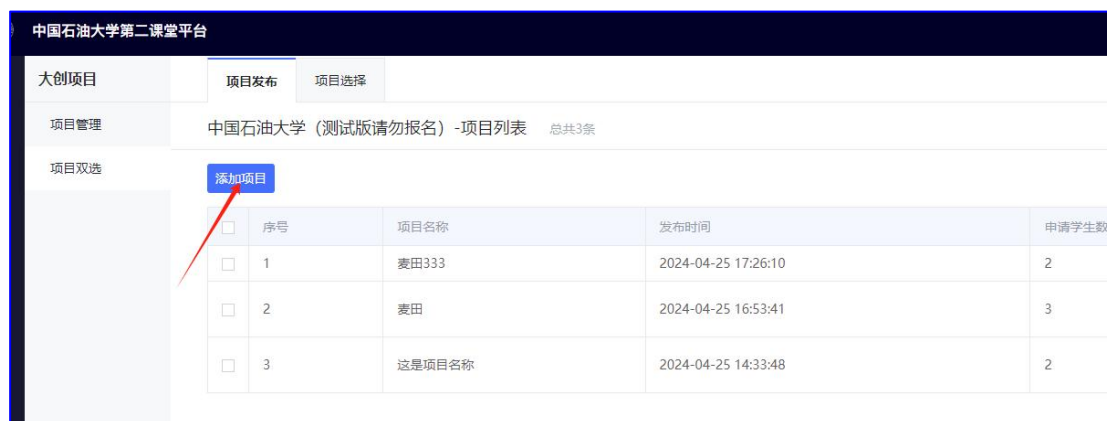 中国石油大学第二课堂平台
大创项目
项目管理
项目双选
项目发布 项目选择
中国石油大学（测试版请勿报名）-项目列表 总共3条
添加项目
序号 项目名称 发布时间 申请学生数
1 麦田333 2024-04-25 17:26:10 2
2 麦田 2024-04-25 16:53:41 3
3 这是项目名称 2024-04-25 14:33:48 2